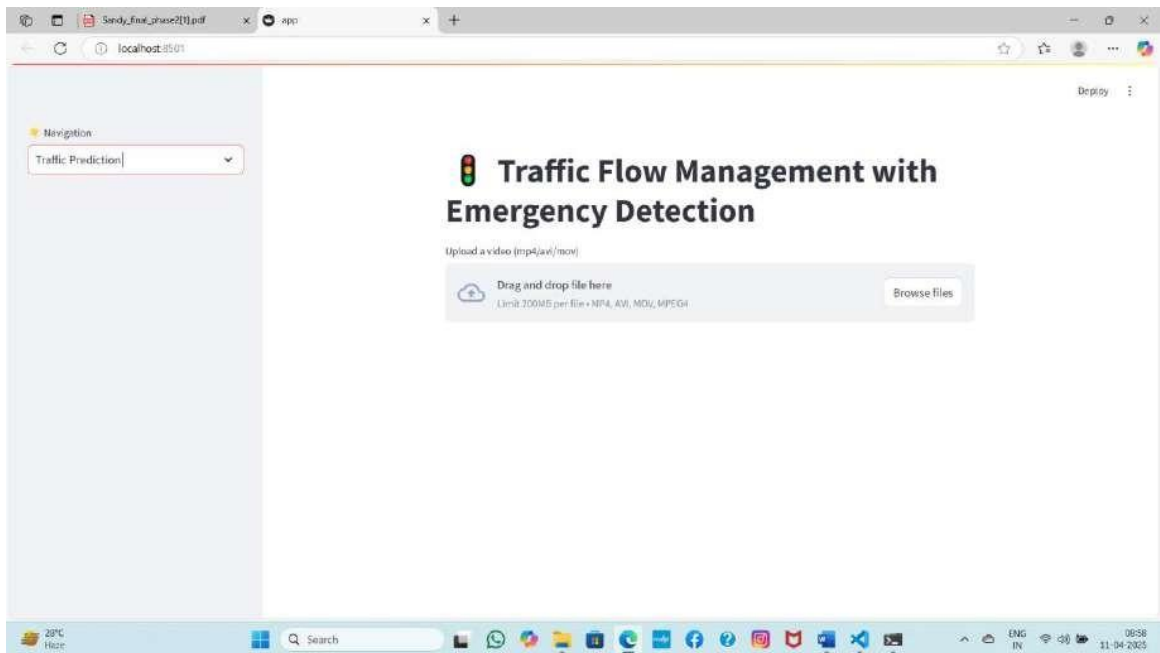 Sandy_final_phase2[1].pdf
app
localhost:8501
Deploy
Navigation
Traffic Prediction
Traffic Flow Management with
Emergency Detection
Upload a video (mp4/avi/mov)
Drag and drop file here
Limit 200MB per file • MP4, AVI, MOV, MPEG4
Browse files
28°C
Haze
Search
ENG
IN
08:58
11-04-2025